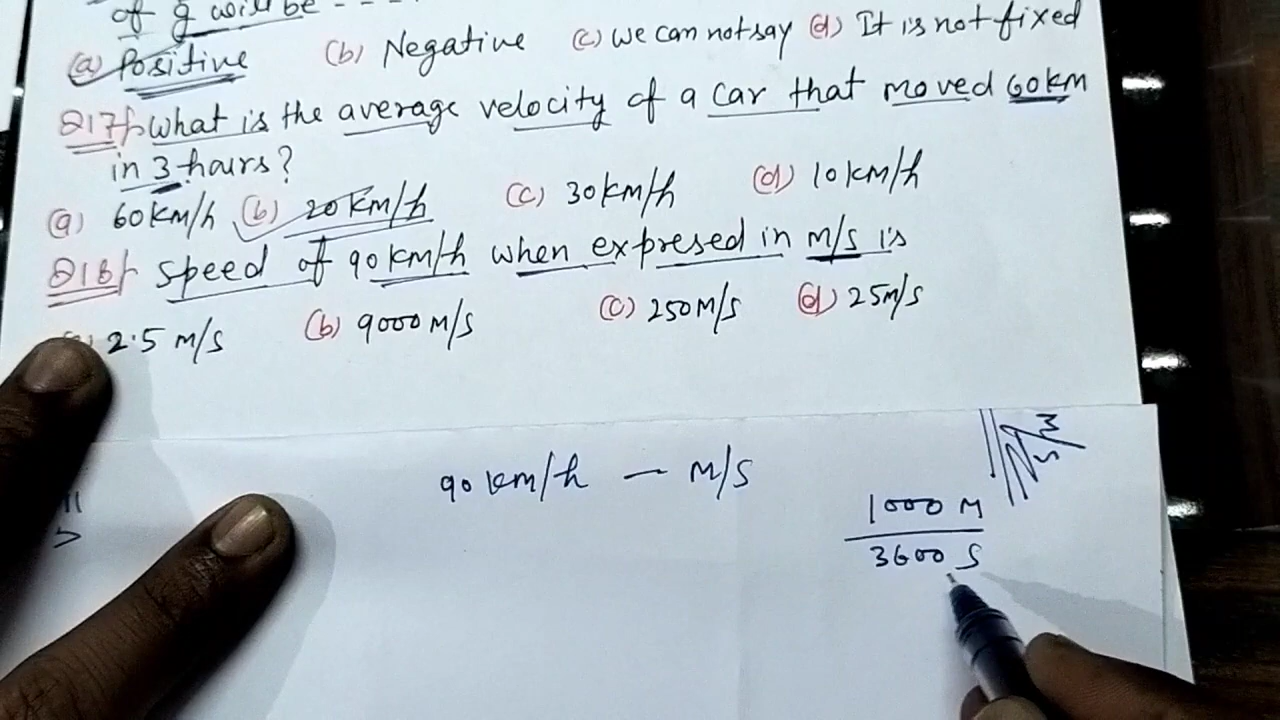 of g will be - - - -
(a) Positive (b) Negative (c) we can not say (d) It is not fixed
Q17/. What is the average velocity of a car that moved 60km
in 3 hours?
(a) 60km/h (b) 20km/h (c) 30km/h (d) 10km/h
Q18/. Speed of 90km/h when expresed in M/S is
2.5 M/S (b) 9000 M/S (c) 250M/S (d) 25M/S
90 km/h — M/S
M/S
1000 M
3600 S